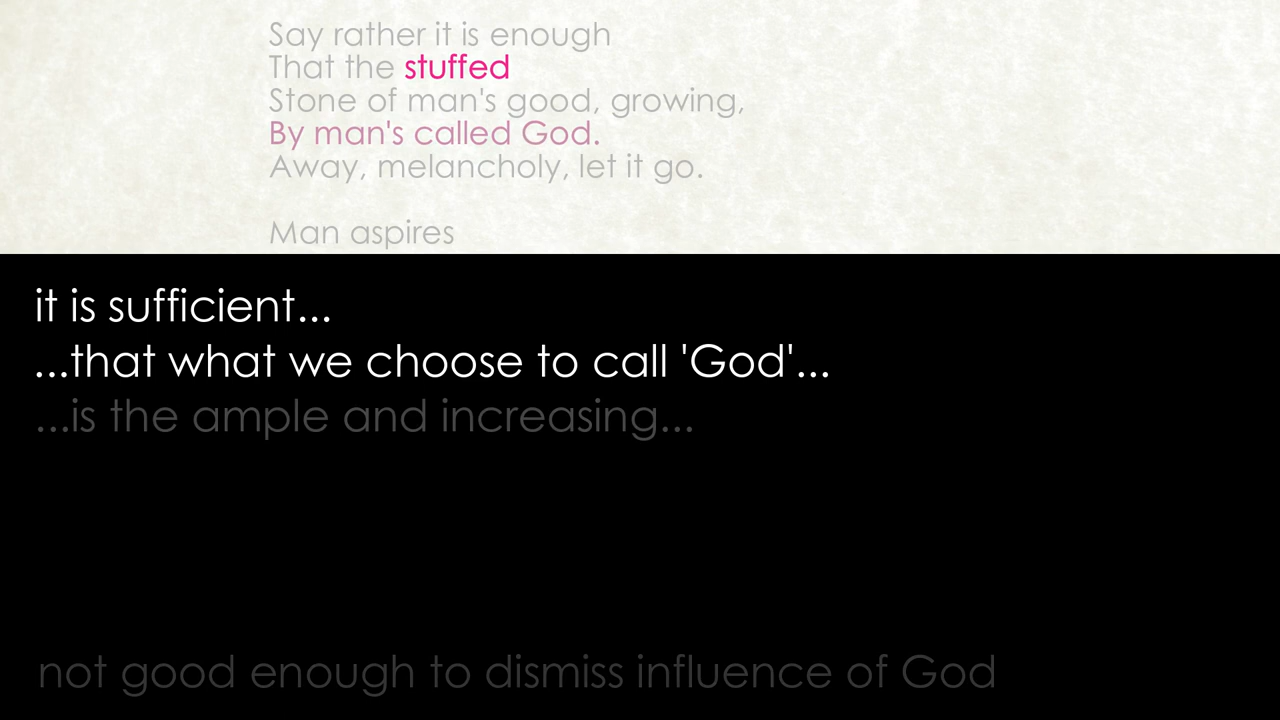 Say rather it is enough
That the stuffed
Stone of man's good, growing,
By man's called God.
Away, melancholy, let it go.
Man aspires
it is sufficient...
...that what we choose to call 'God'...
...is the ample and increasing...
not good enough to dismiss influence of God